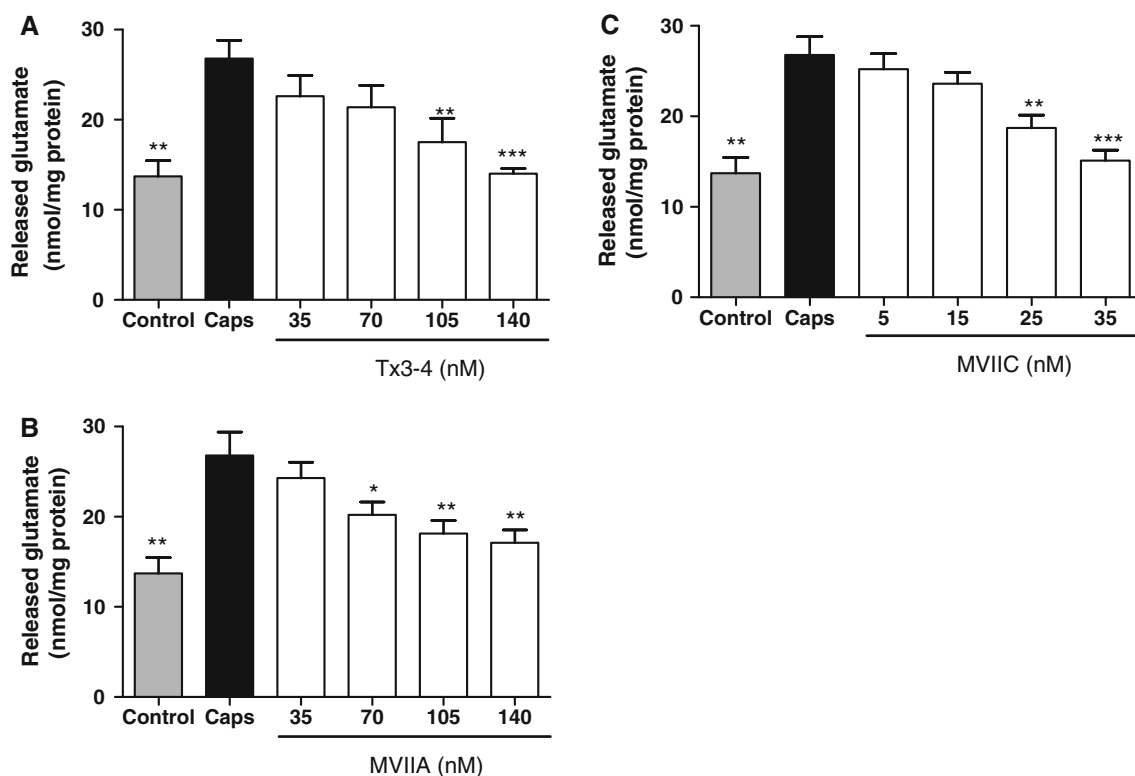 A
Released glutamate
(nmol/mg protein)
30
20
10
0
**
**
***
Control Caps 35 70 105 140
Tx3-4 (nM)
C
Released glutamate
(nmol/mg protein)
30
20
10
0
**
**
***
Control Caps 5 15 25 35
MVIIC (nM)
B
Released glutamate
(nmol/mg protein)
30
20
10
0
**
*
**
**
Control Caps 35 70 105 140
MVIIA (nM)